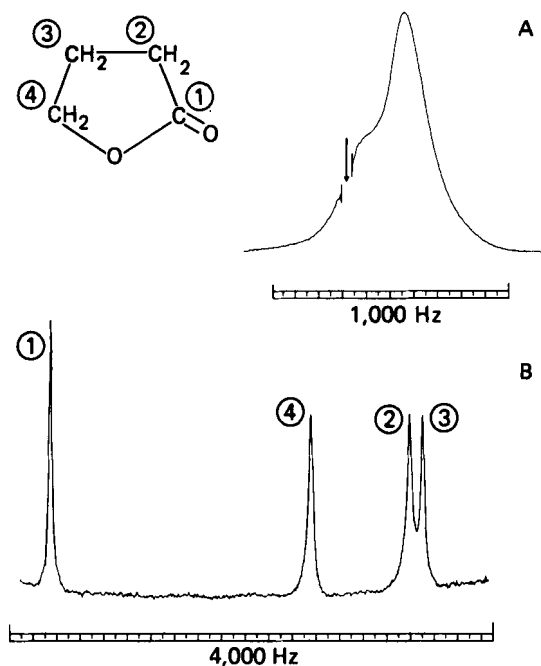 ③ ② A
CH₂ CH₂
④ ①
CH₂ C
O O
1,000 Hz
B
① ④ ② ③
4,000 Hz